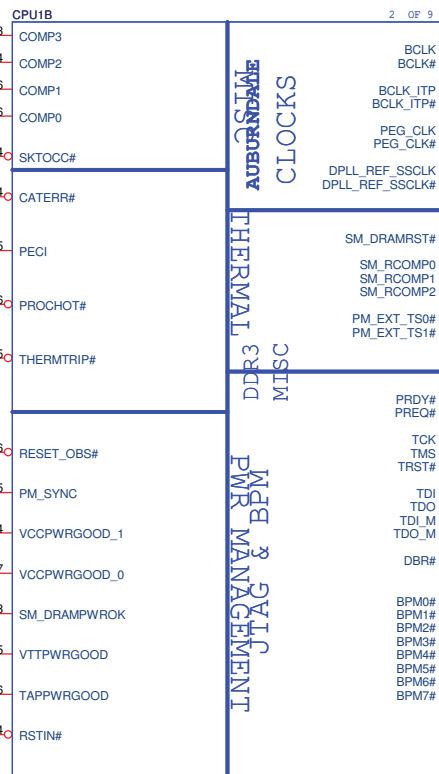 CPU1B
2 OF 9
COMP3
COMP2
COMP1
COMP0
SKTOCC#
CATERR#
PECI
PROCHOT#
THERMTRIP#
RESET_OBS#
PM_SYNC
VCCPWRGOOD_1
VCCPWRGOOD_0
SM_DRAMPWROK
VTTPWRGOOD
TAPPWRGOOD
RSTIN#
MISC
THERMAL
PWR MANAGEMENT
AUBURNDALE
CLOCKS
DDR3
MISC
JTAG & BPM
BCLK
BCLK#
BCLK_ITP
BCLK_ITP#
PEG_CLK
PEG_CLK#
DPLL_REF_SSCLK
DPLL_REF_SSCLK#
SM_DRAMRST#
SM_RCOMP0
SM_RCOMP1
SM_RCOMP2
PM_EXT_TS0#
PM_EXT_TS1#
PRDY#
PREQ#
TCK
TMS
TRST#
TDI
TDO
TDI_M
TDO_M
DBR#
BPM0#
BPM1#
BPM2#
BPM3#
BPM4#
BPM5#
BPM6#
BPM7#